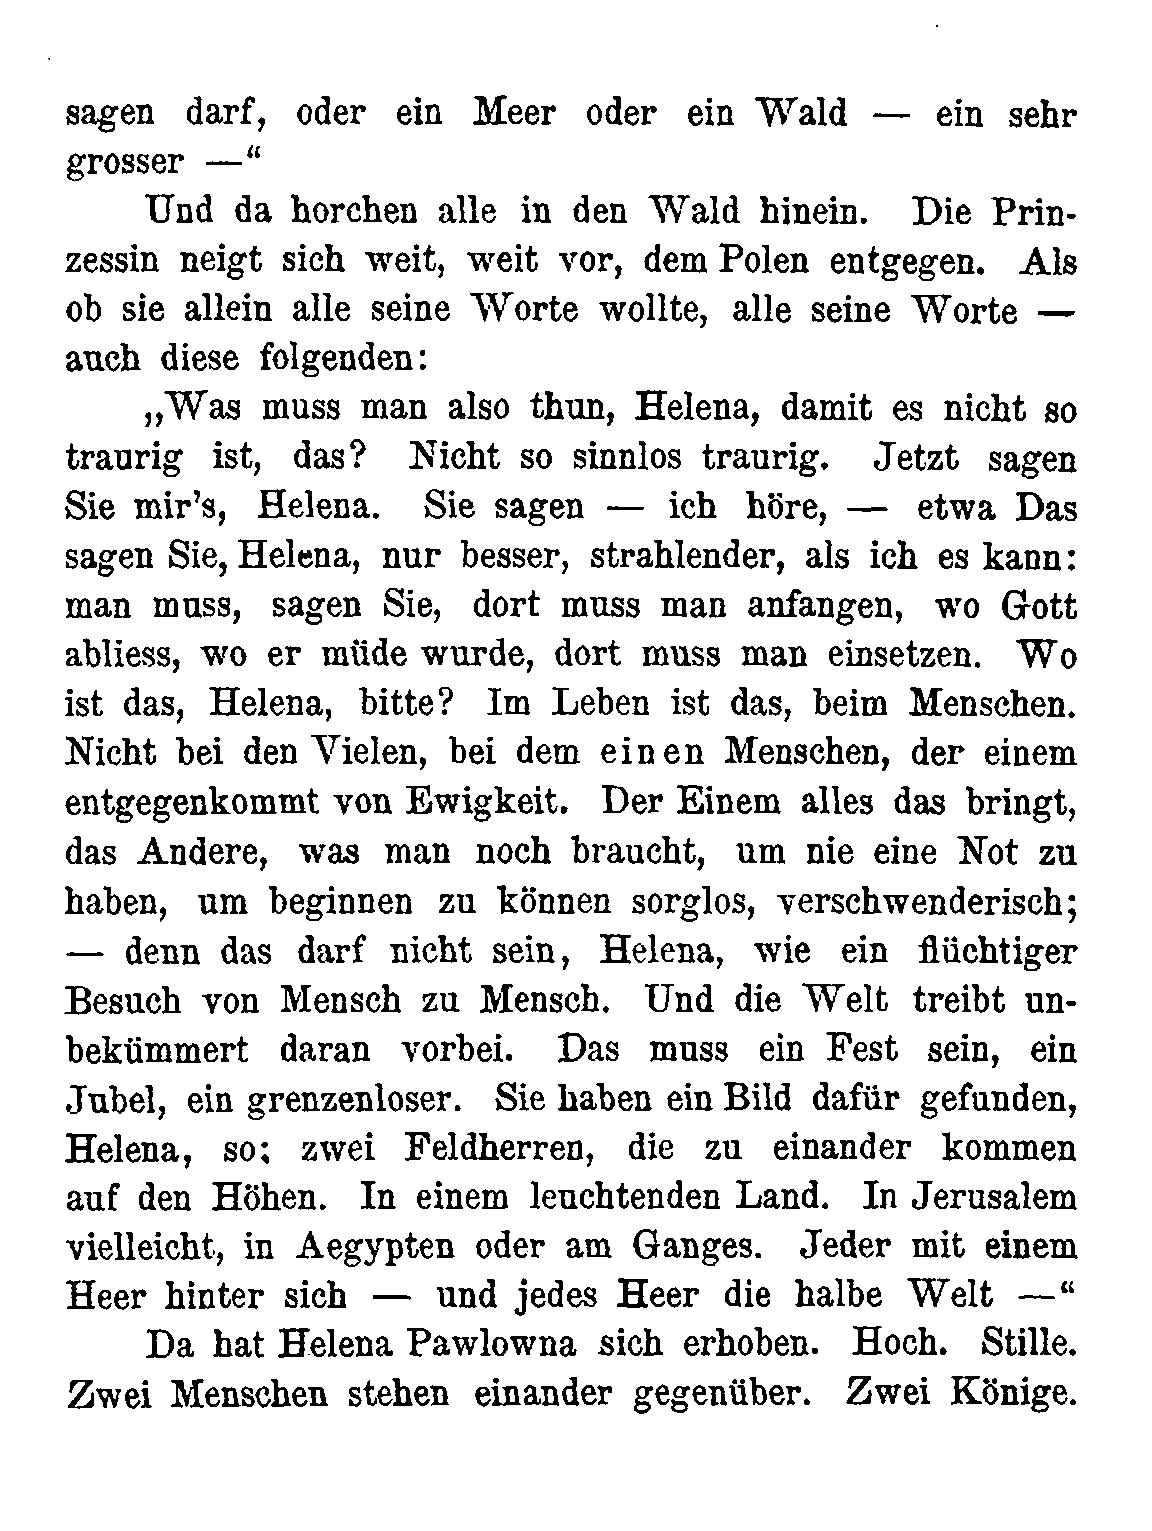 sagen darf, oder ein Meer oder ein Wald — ein sehr
grosser —“
Und da horchen alle in den Wald hinein. Die Prin-
zessin neigt sich weit, weit vor, dem Polen entgegen. Als
ob sie allein alle seine Worte wollte, alle seine Worte —
auch diese folgenden:
„Was muss man also thun, Helena, damit es nicht so
traurig ist, das? Nicht so sinnlos traurig. Jetzt sagen
Sie mir’s, Helena. Sie sagen — ich höre, — etwa Das
sagen Sie, Helena, nur besser, strahlender, als ich es kann:
man muss, sagen Sie, dort muss man anfangen, wo Gott
abliess, wo er müde wurde, dort muss man einsetzen. Wo
ist das, Helena, bitte? Im Leben ist das, beim Menschen.
Nicht bei den Vielen, bei dem einen Menschen, der einem
entgegenkommt von Ewigkeit. Der Einem alles das bringt,
das Andere, was man noch braucht, um nie eine Not zu
haben, um beginnen zu können sorglos, verschwenderisch;
— denn das darf nicht sein, Helena, wie ein flüchtiger
Besuch von Mensch zu Mensch. Und die Welt treibt un-
bekümmert daran vorbei. Das muss ein Fest sein, ein
Jubel, ein grenzenloser. Sie haben ein Bild dafür gefunden,
Helena, so: zwei Feldherren, die zu einander kommen
auf den Höhen. In einem leuchtenden Land. In Jerusalem
vielleicht, in Aegypten oder am Ganges. Jeder mit einem
Heer hinter sich — und jedes Heer die halbe Welt —“
Da hat Helena Pawlowna sich erhoben. Hoch. Stille.
Zwei Menschen stehen einander gegenüber. Zwei Könige.